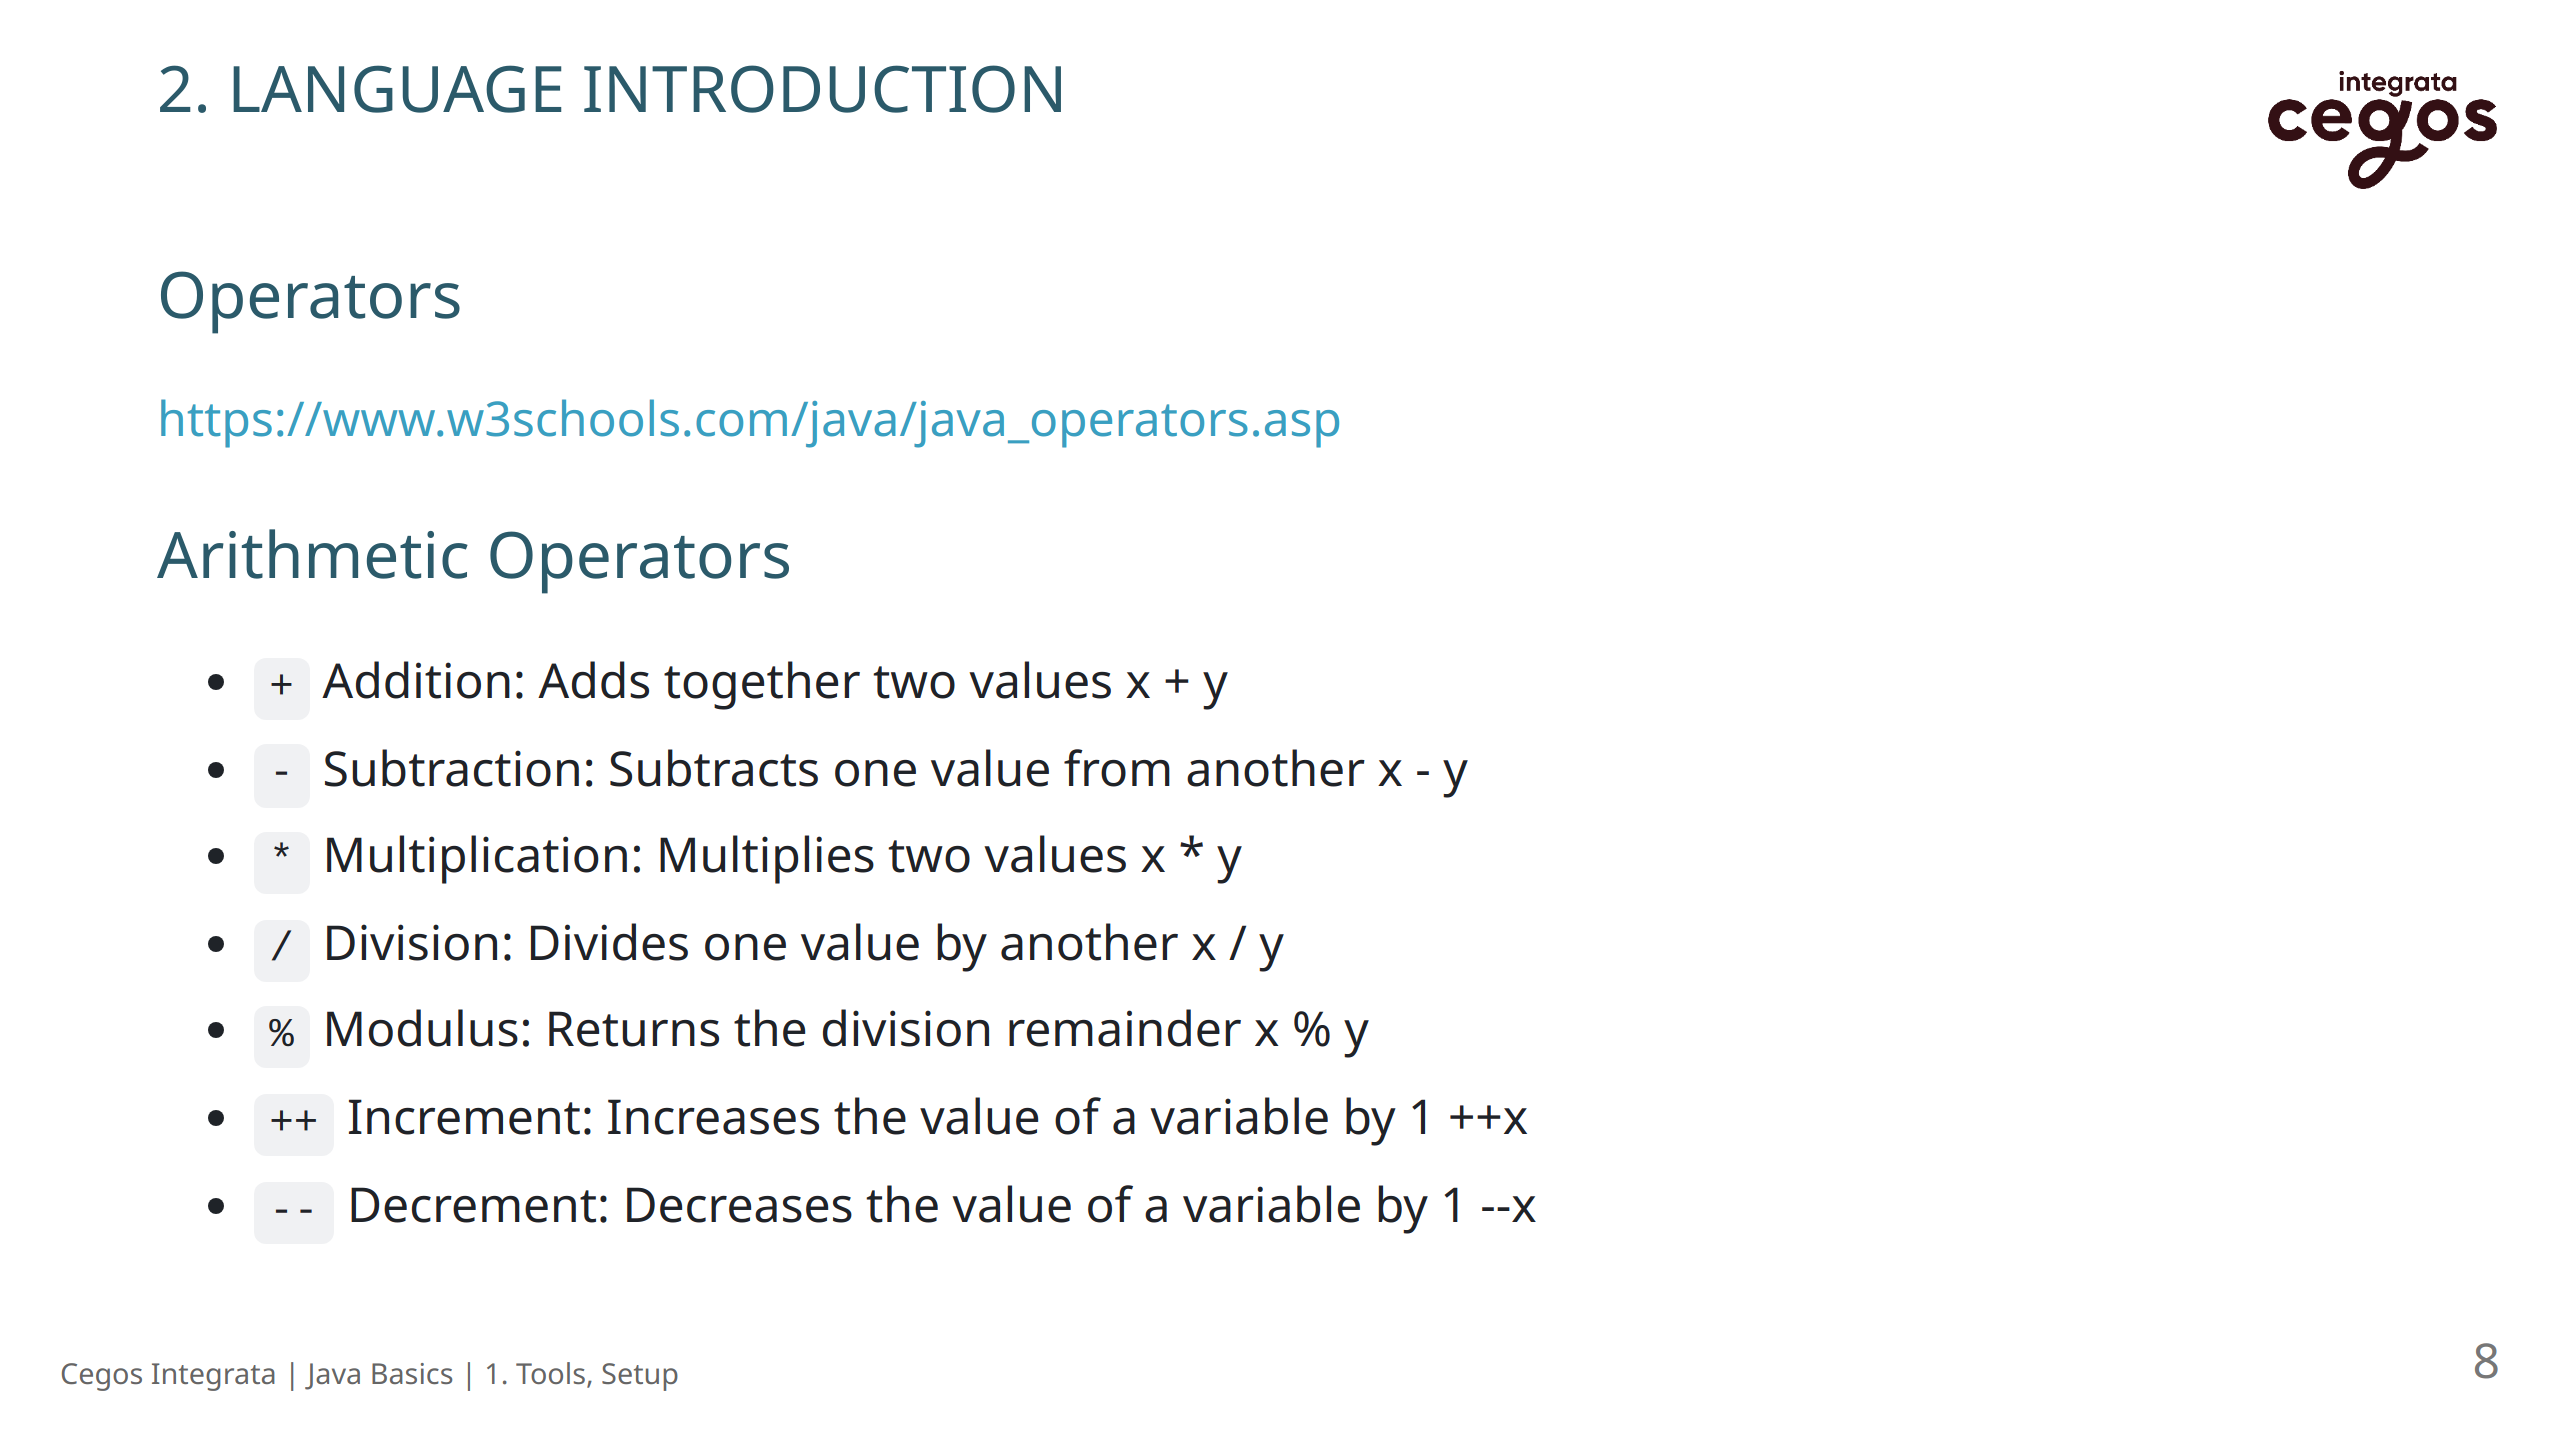 2. LANGUAGE INTRODUCTION
integrata
cegos
Operators
https://www.w3schools.com/java/java_operators.asp
Arithmetic Operators
• + Addition: Adds together two values x + y
• - Subtraction: Subtracts one value from another x - y
• * Multiplication: Multiplies two values x * y
• / Division: Divides one value by another x / y
• % Modulus: Returns the division remainder x % y
• ++ Increment: Increases the value of a variable by 1 ++x
• -- Decrement: Decreases the value of a variable by 1 --x
Cegos Integrata | Java Basics | 1. Tools, Setup
8